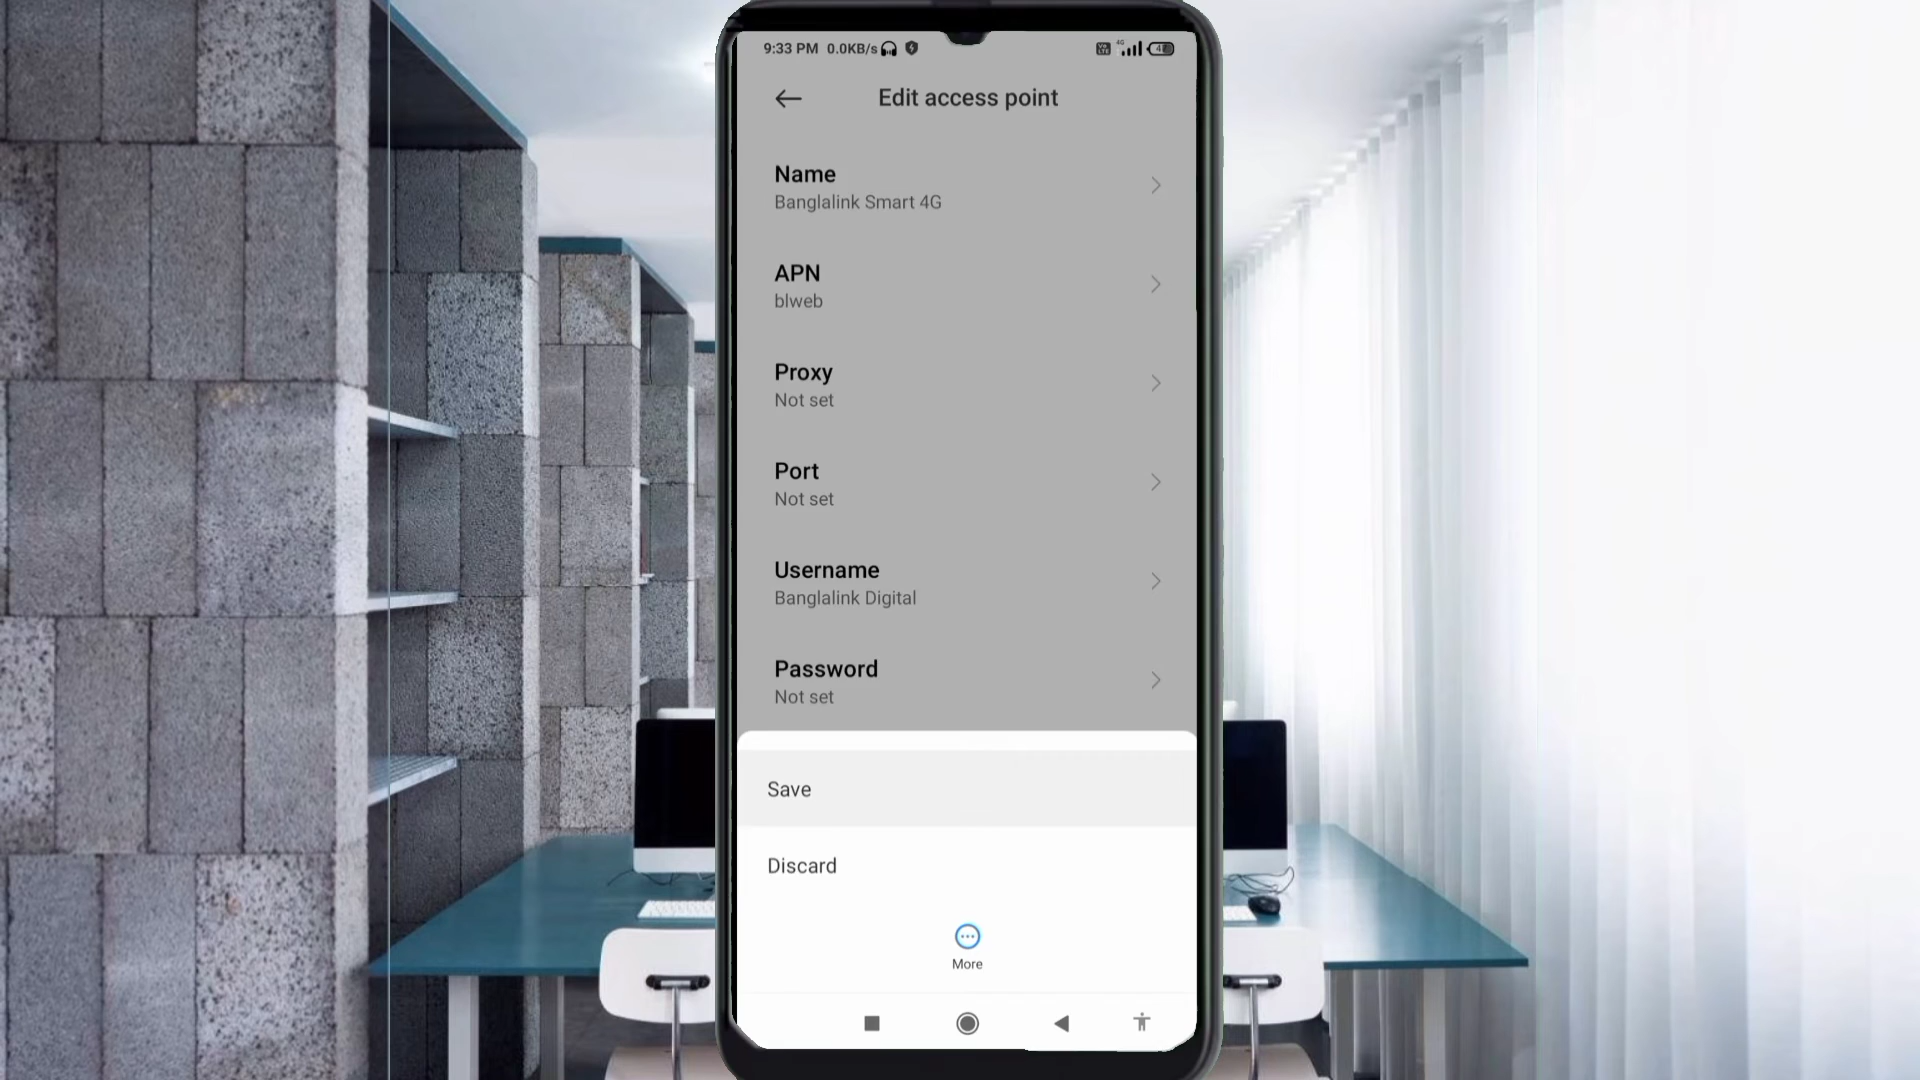 9:33 PM 0.0KB/s 4G
Edit access point
Name
Banglalink Smart 4G
APN
blweb
Proxy
Not set
Port
Not set
Username
Banglalink Digital
Password
Not set
Save
Discard
More